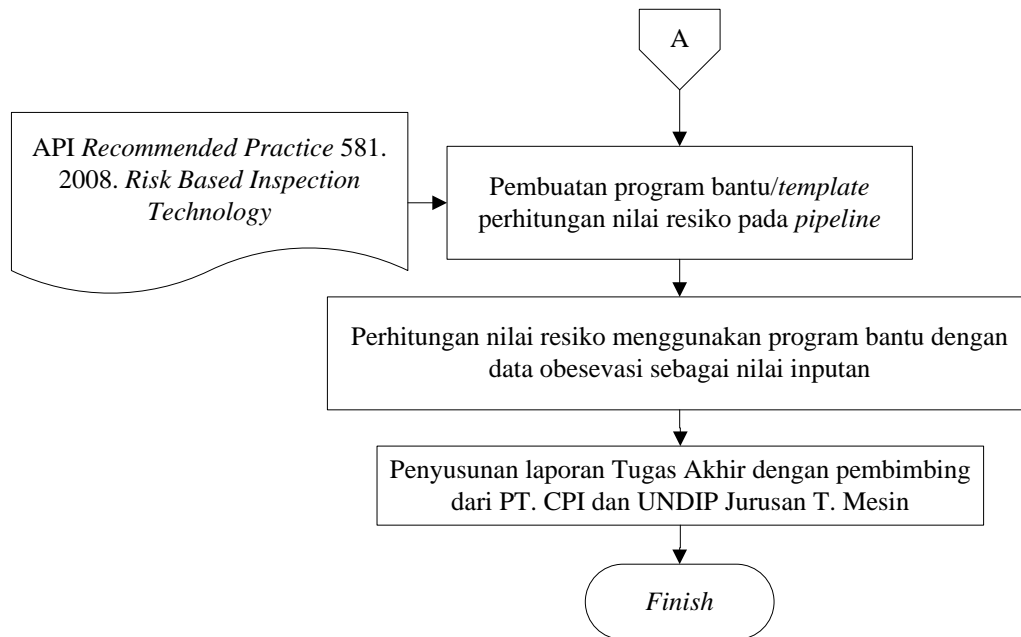 A
API Recommended Practice 581.
2008. Risk Based Inspection
Technology
Pembuatan program bantu/template
perhitungan nilai resiko pada pipeline
Perhitungan nilai resiko menggunakan program bantu dengan
data obesevasi sebagai nilai inputan
Penyusunan laporan Tugas Akhir dengan pembimbing
dari PT. CPI dan UNDIP Jurusan T. Mesin
Finish